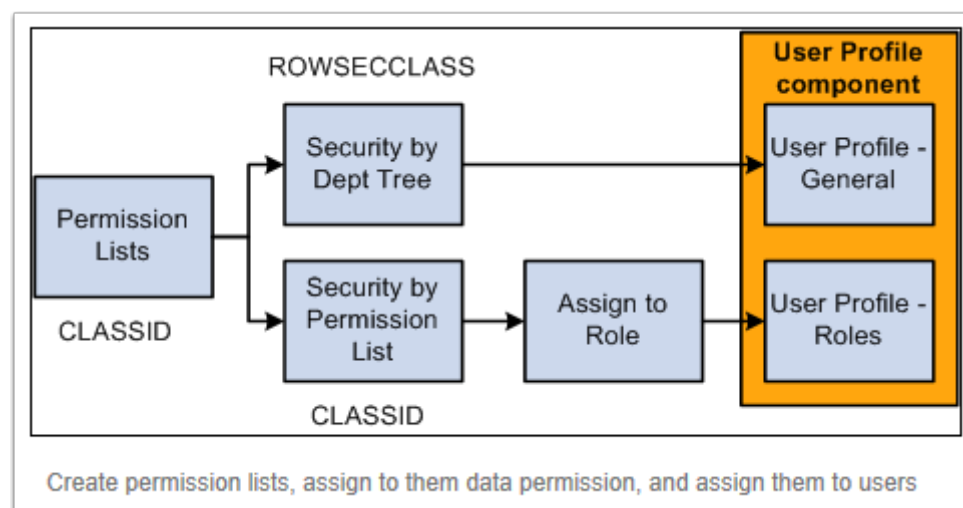 ROWSECCLASS
User Profile
component
Security by
Dept Tree
User Profile -
General
Permission
Lists
CLASSID
Security by
Permission
List
Assign to
Role
User Profile -
Roles
CLASSID
Create permission lists, assign to them data permission, and assign them to users